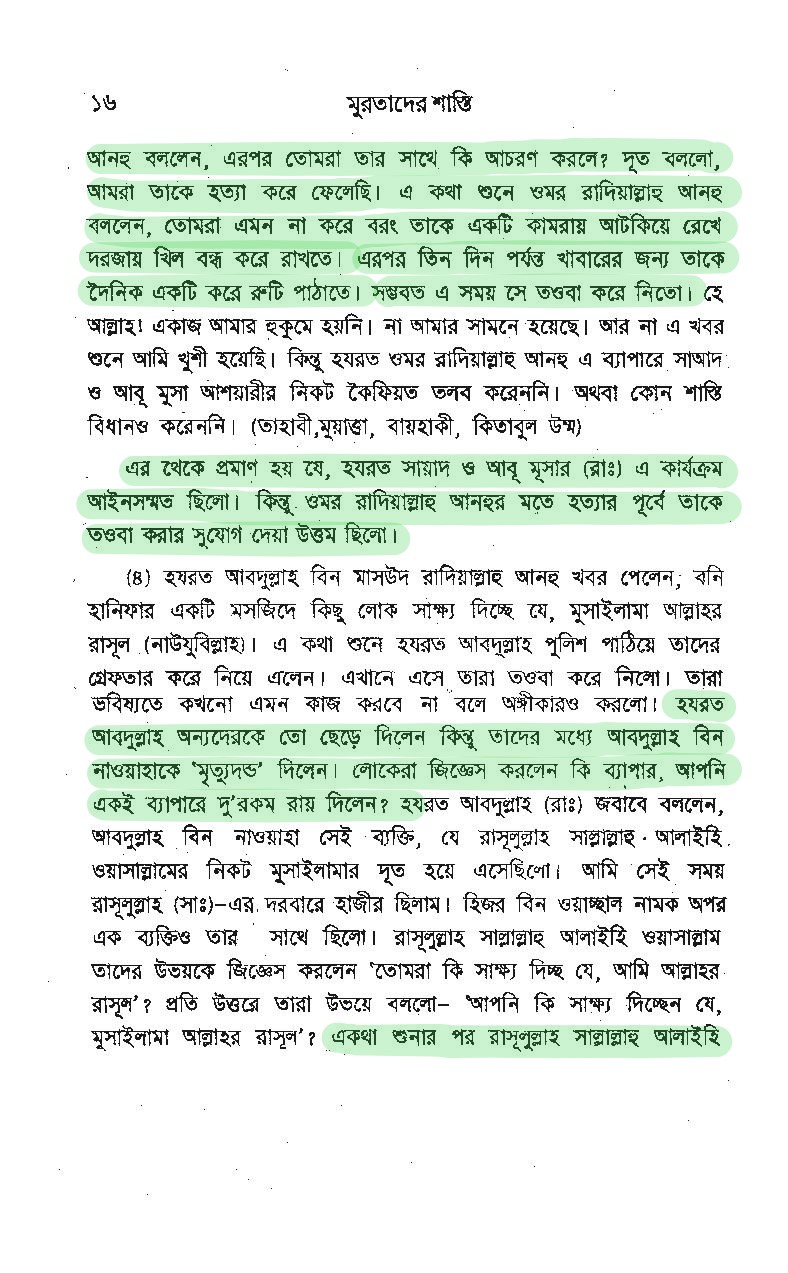 ১৬ মুরতাদের শাস্তি
আনহু বললেন, এরপর তোমরা তার সাথে কি আচরণ করলে? দূত বললো,
আমরা তাকে হত্যা করে ফেলেছি। এ কথা শুনে ওমর রাদিয়াল্লাহু আনহু
বললেন, তোমরা এমন না করে বরং তাকে একটি কামরায় আটকিয়ে রেখে
দরজায় খিল বন্ধ করে রাখতে। এরপর তিন দিন পর্যন্ত খাবারের জন্য তাকে
দৈনিক একটি করে রুটি পাঠাতে। সম্ভবত এ সময় সে তওবা করে নিতো। হে
আল্লাহ! একাজ আমার হুকুমে হয়নি। না আমার সামনে হয়েছে। আর না এ খবর
শুনে আমি খুশী হয়েছি। কিন্তু হযরত ওমর রাদিয়াল্লাহু আনহু এ ব্যাপারে সাআদ
ও আবূ মুসা আশয়ারীর নিকট কৈফিয়ত তলব করেননি। অথবা কোন শাস্তি
বিধানও করেননি। (তাহাবী,মুয়াত্তা, বায়হাকী, কিতাবুল উম্ম)
এর থেকে প্রমাণ হয় যে, হযরত সায়াদ ও আবূ মূসার (রাঃ) এ কার্যক্রম
আইনসম্মত ছিলো। কিন্তু ওমর রাদিয়াল্লাহু আনহুর মতে হত্যার পূর্বে তাকে
তওবা করার সুযোগ দেয়া উত্তম ছিলো।
(৪) হযরত আবদুল্লাহ বিন মাসউদ রাদিয়াল্লাহু আনহু খবর পেলেন, বনি
হানিফার একটি মসজিদে কিছু লোক সাক্ষ্য দিচ্ছে যে, মুসাইলামা আল্লাহর
রাসূল (নাউযুবিল্লাহ)। এ কথা শুনে হযরত আবদুল্লাহ পুলিশ পাঠিয়ে তাদের
গ্রেফতার করে নিয়ে এলেন। এখানে এসে তারা তওবা করে নিলো। তারা
ভবিষ্যতে কখনো এমন কাজ করবে না বলে অঙ্গীকারও করলো। হযরত
আবদুল্লাহ অন্যদেরকে তো ছেড়ে দিলেন কিন্তু তাদের মধ্যে আবদুল্লাহ বিন
নাওয়াহাকে 'মৃত্যুদন্ড' দিলেন। লোকেরা জিজ্ঞেস করলেন কি ব্যাপার, আপনি
একই ব্যাপারে দু'রকম রায় দিলেন? হযরত আবদুল্লাহ (রাঃ) জবাবে বললেন,
আবদুল্লাহ বিন নাওয়াহা সেই ব্যক্তি, যে রাসূলুল্লাহ সাল্লাল্লাহু আলাইহি
ওয়াসাল্লামের নিকট মুসাইলামার দূত হয়ে এসেছিলো। আমি সেই সময়
রাসূলুল্লাহ (সাঃ)–এর দরবারে হাজীর ছিলাম। হিজর বিন ওয়াচ্ছাল নামক অপর
এক ব্যক্তিও তার সাথে ছিলো। রাসূলুল্লাহ সাল্লাল্লাহু আলাইহি ওয়াসাল্লাম
তাদের উভয়কে জিজ্ঞেস করলেন 'তোমরা কি সাক্ষ্য দিচ্ছ যে, আমি আল্লাহর
রাসূল'? প্রতি উত্তরে তারা উভয়ে বললো– 'আপনি কি সাক্ষ্য দিচ্ছেন যে,
মুসাইলামা আল্লাহর রাসূল'? একথা শুনার পর রাসূলুল্লাহ সাল্লাল্লাহু আলাইহি